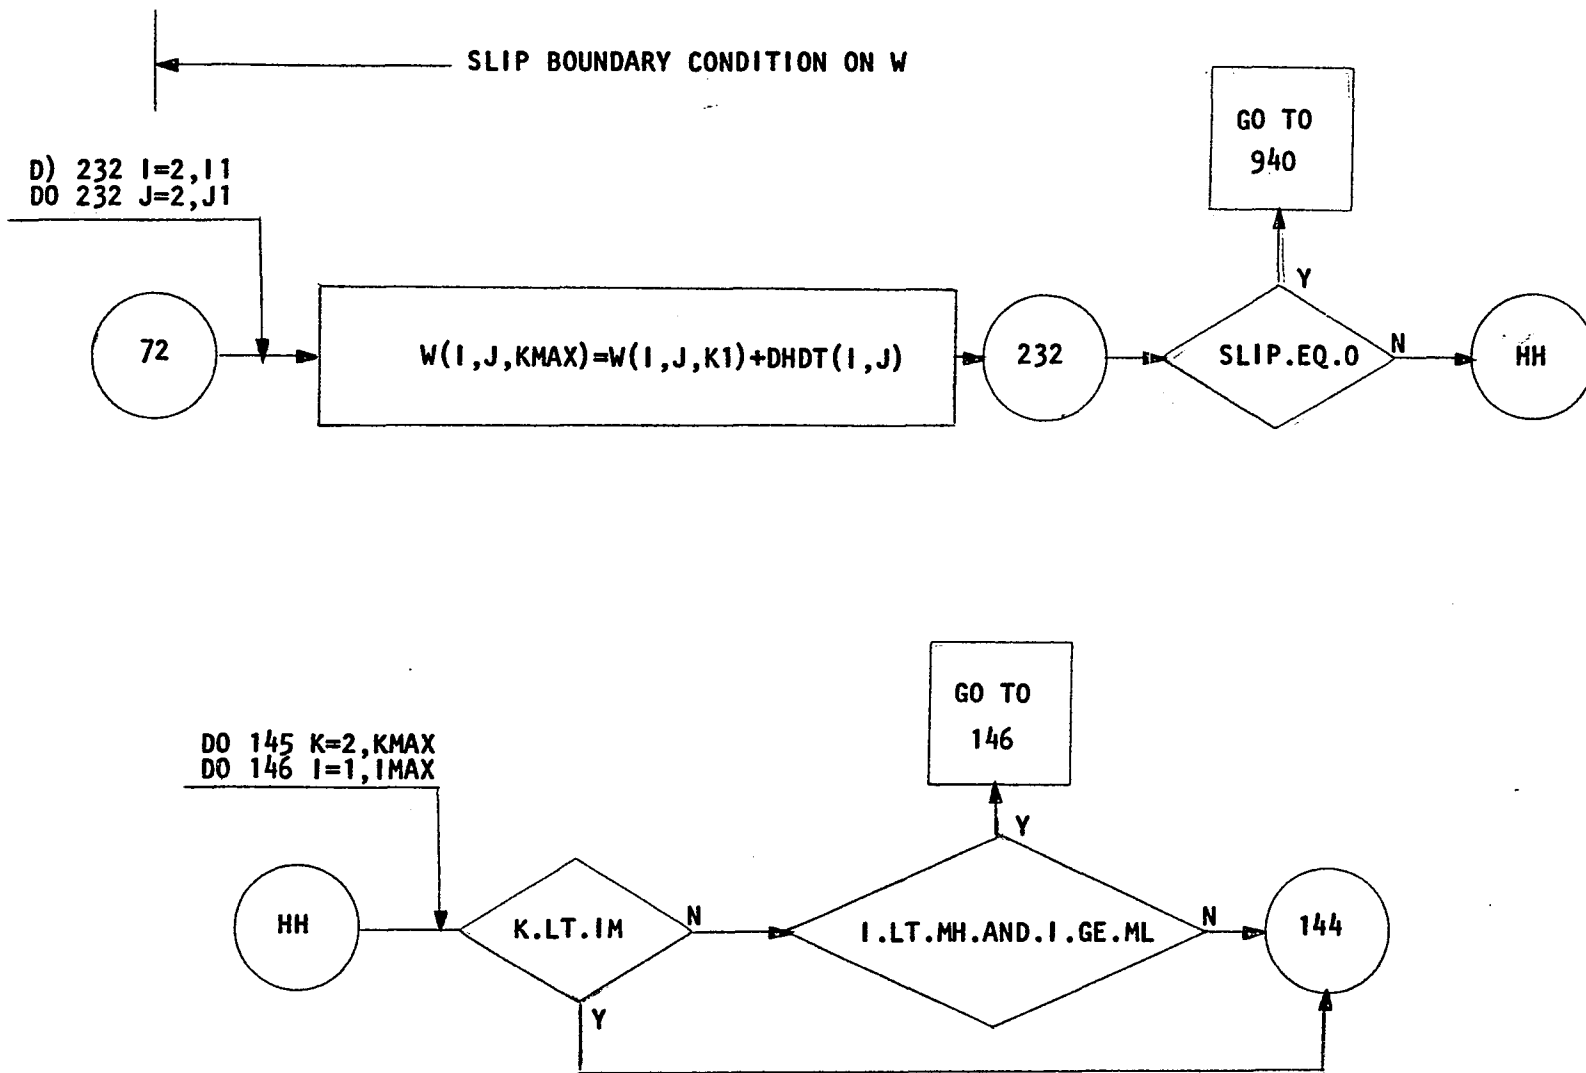 SLIP BOUNDARY CONDITION ON W
GO TO
940
D) 232 I=2,I1
DO 232 J=2,J1
Y
72
W(I,J,KMAX)=W(I,J,K1)+DHDT(I,J)
232
SLIP.EQ.0
N
HH
GO TO
146
DO 145 K=2,KMAX
DO 146 I=1,IMAX
Y
HH
K.LT.IM
N
I.LT.MH.AND.I.GE.ML
N
144
Y